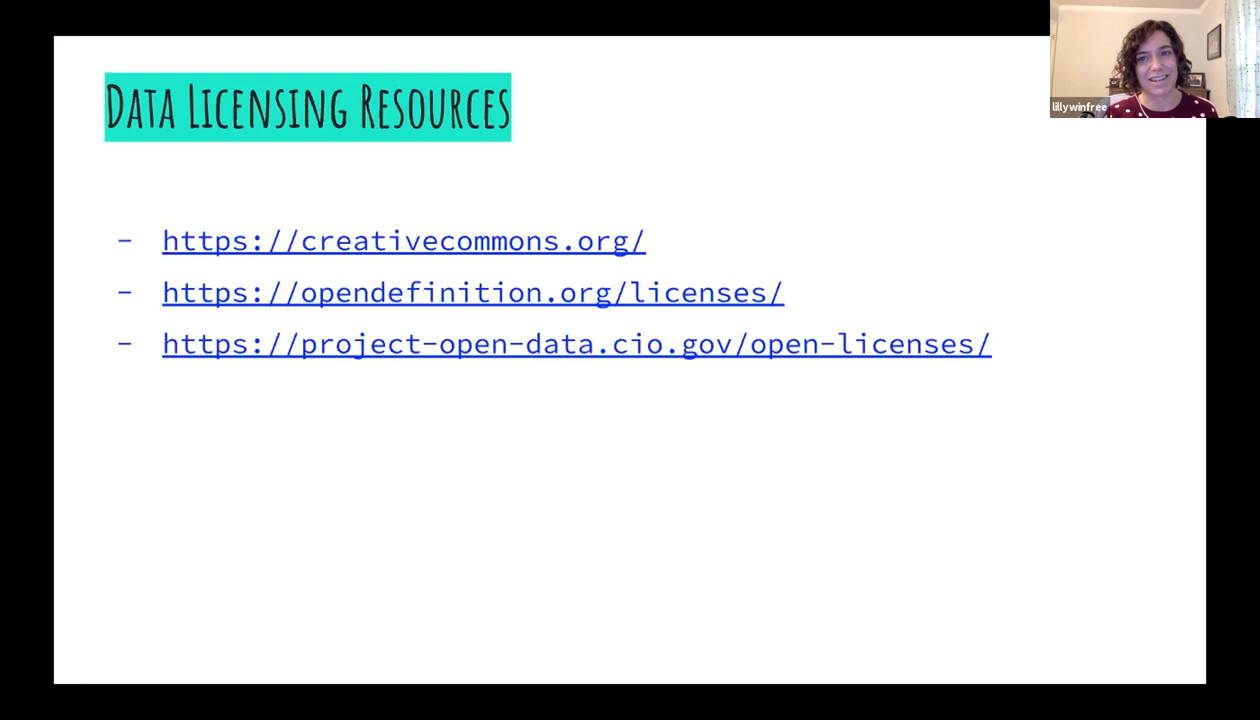 Data Licensing Resources
lillywinfree
- https://creativecommons.org/
- https://opendefinition.org/licenses/
- https://project-open-data.cio.gov/open-licenses/